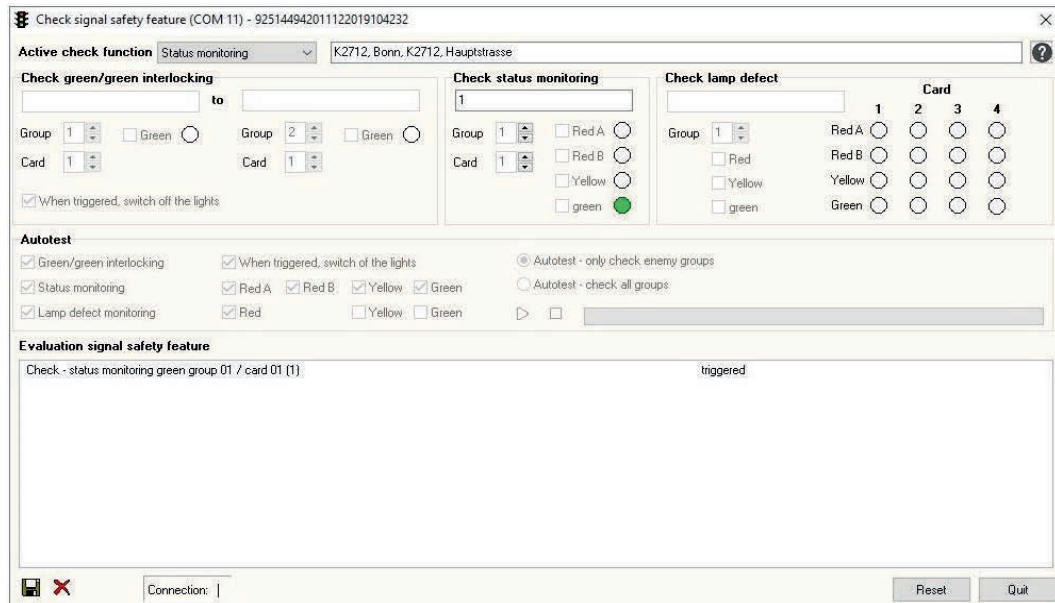 Check signal safety feature (COM 11) - 925144942011122019104232
Active check function Status monitoring K2712, Bonn, K2712, Hauptstrasse
Check green/green interlocking
to
Group 1 Green Group 2 Green
Card 1 Card 1
When triggered, switch off the lights
Check status monitoring
1
Group 1 Red A
Card 1 Red B
Yellow
green
Check lamp defect
Card
1 2 3 4
Group 1 Red A
Red Red B
Yellow Yellow
green Green
Autotest
Green/green interlocking When triggered, switch of the lights Autotest - only check enemy groups
Status monitoring Red A Red B Yellow Green Autotest - check all groups
Lamp defect monitoring Red Yellow Green
Evaluation signal safety feature
Check - status monitoring green group 01 / card 01 (1) triggered
Connection: |
Reset Quit